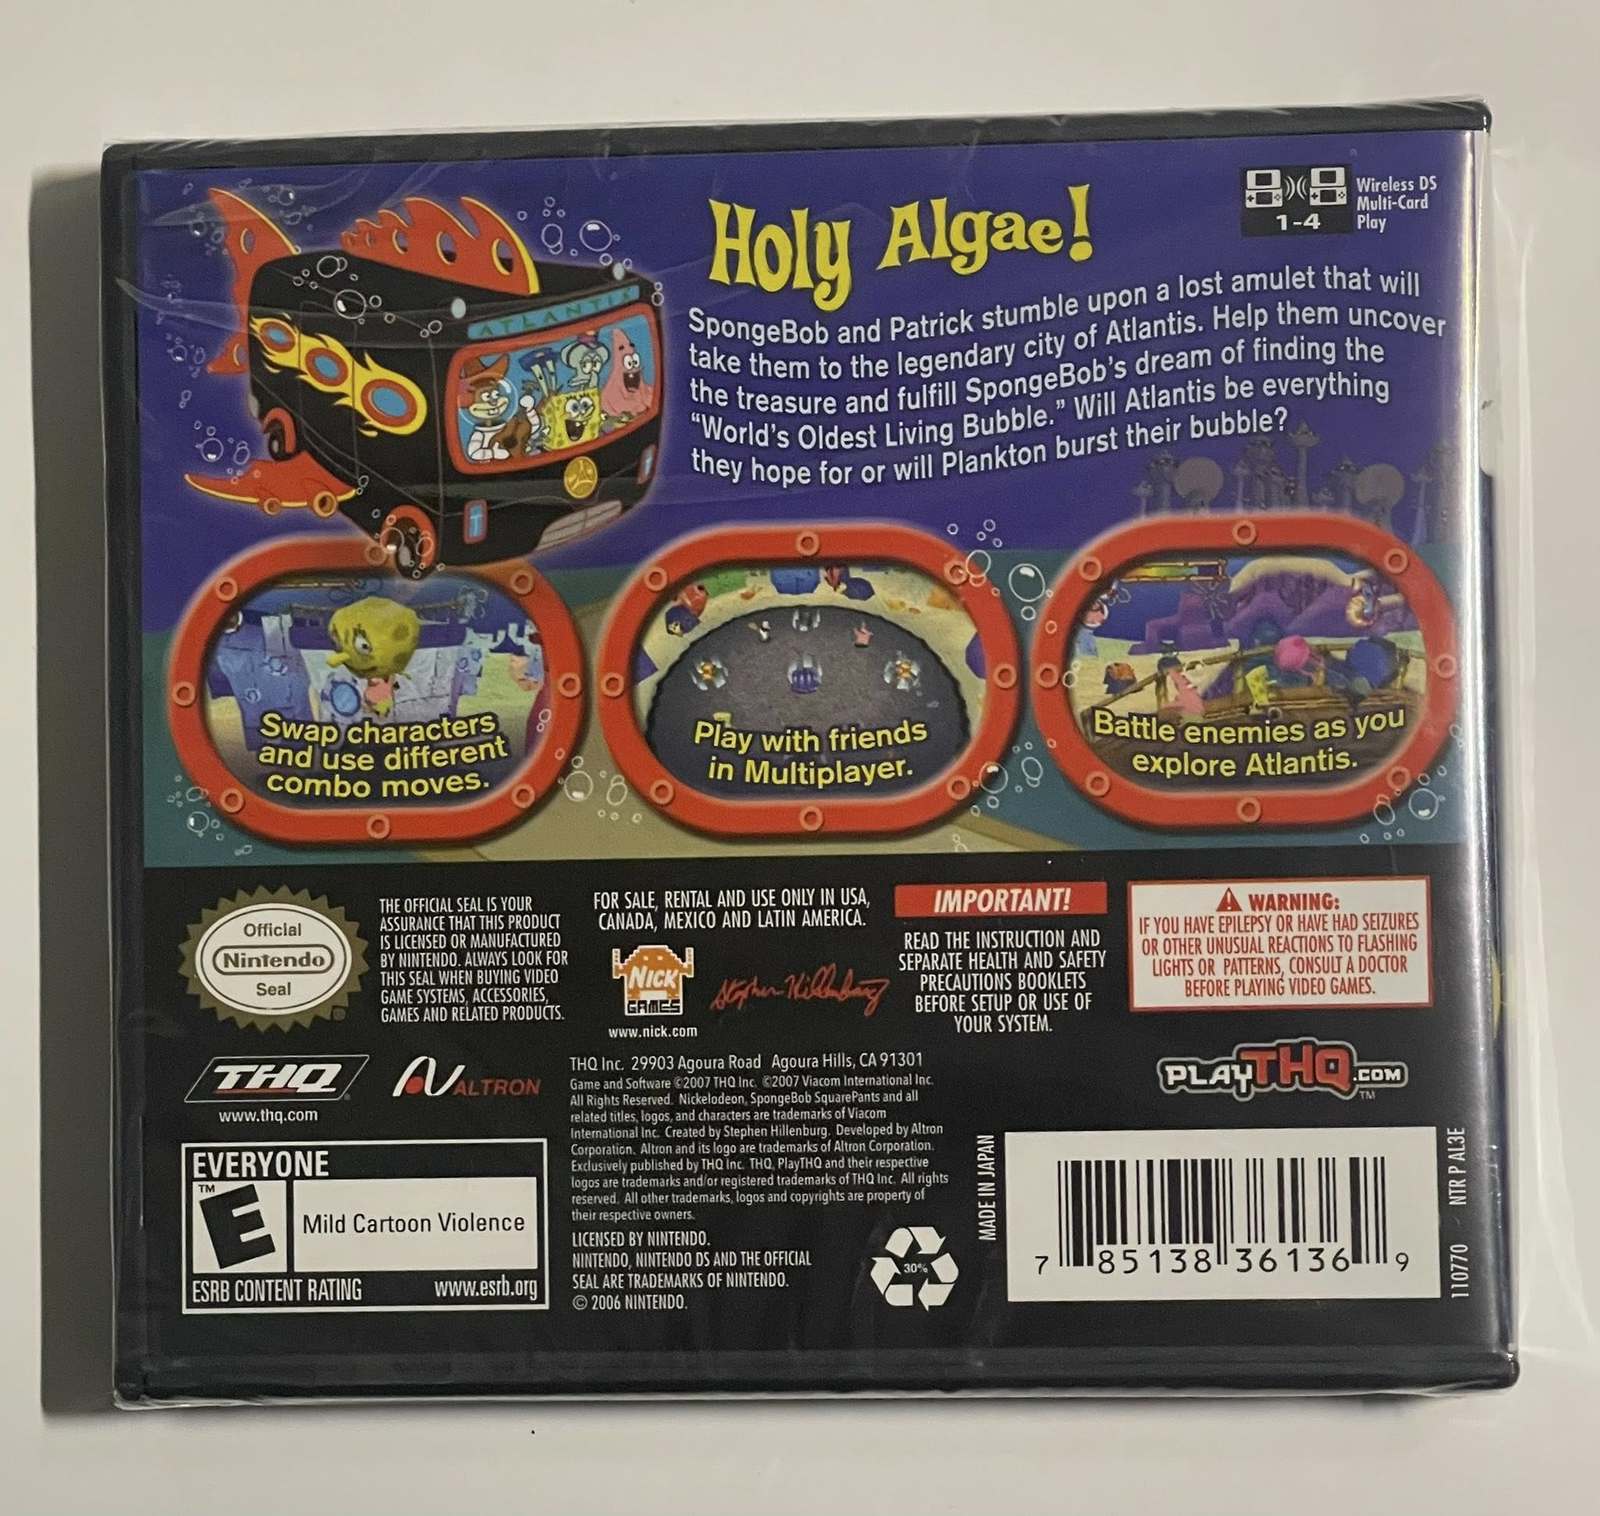 Holy Algae!
Wireless DS
Multi-Card
Play
1-4
SpongeBob and Patrick stumble upon a lost amulet that will
take them to the legendary city of Atlantis. Help them uncover
the treasure and fulfill SpongeBob's dream of finding the
"World's Oldest Living Bubble." Will Atlantis be everything
they hope for or will Plankton burst their bubble?
ATLANTIS
Swap characters
and use different
combo moves.
Play with friends
in Multiplayer.
Battle enemies as you
explore Atlantis.
Official
Nintendo
Seal
THE OFFICIAL SEAL IS YOUR
ASSURANCE THAT THIS PRODUCT
IS LICENSED OR MANUFACTURED
BY NINTENDO. ALWAYS LOOK FOR
THIS SEAL WHEN BUYING VIDEO
GAME SYSTEMS, ACCESSORIES,
GAMES AND RELATED PRODUCTS.
FOR SALE, RENTAL AND USE ONLY IN USA,
CANADA, MEXICO AND LATIN AMERICA.
NICK
GAMES
www.nick.com
Stephen Hillenburg
IMPORTANT!
READ THE INSTRUCTION AND
SEPARATE HEALTH AND SAFETY
PRECAUTIONS BOOKLETS
BEFORE SETUP OR USE OF
YOUR SYSTEM.
WARNING:
IF YOU HAVE EPILEPSY OR HAVE HAD SEIZURES
OR OTHER UNUSUAL REACTIONS TO FLASHING
LIGHTS OR PATTERNS, CONSULT A DOCTOR
BEFORE PLAYING VIDEO GAMES.
THQ
www.thq.com
ALTRON
THQ Inc. 29903 Agoura Road Agoura Hills, CA 91301
Game and Software ©2007 THQ Inc. ©2007 Viacom International Inc.
All Rights Reserved. Nickelodeon, SpongeBob SquarePants and all
related titles, logos, and characters are trademarks of Viacom
International Inc. Created by Stephen Hillenburg. Developed by Altron
Corporation. Altron and its logo are trademarks of Altron Corporation.
Exclusively published by THQ Inc. THQ, PlayTHQ and their respective
logos are trademarks and/or registered trademarks of THQ Inc. All rights
reserved. All other trademarks, logos and copyrights are property of
their respective owners.
LICENSED BY NINTENDO.
NINTENDO, NINTENDO DS AND THE OFFICIAL
SEAL ARE TRADEMARKS OF NINTENDO.
© 2006 NINTENDO.
30%
PLAYTHQ.COM
TM
EVERYONE
TM
E
Mild Cartoon Violence
ESRB CONTENT RATING www.esrb.org
MADE IN JAPAN
7 85138 36136 9
110770 NTR P AL3E